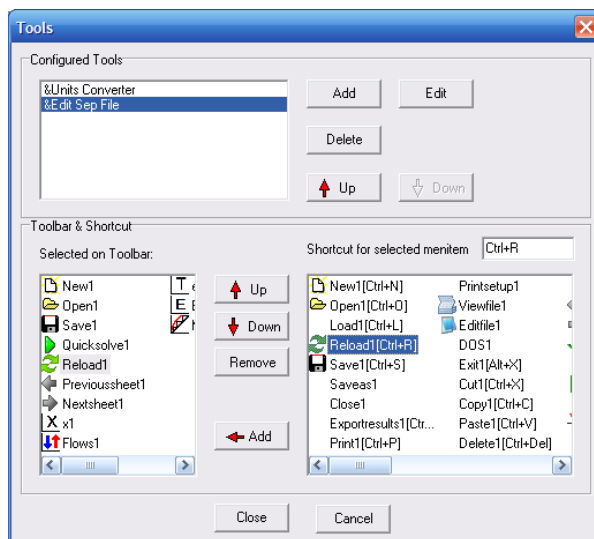 Tools
Configured Tools
&Units Converter
&Edit Sep File
Add
Edit
Delete
Up
Down
Toolbar & Shortcut
Selected on Toolbar:
New1
Open1
Save1
Quicksolve1
Reload1
Previoussheet1
Nextsheet1
X x1
Flows1
T e
E E
Up
Down
Remove
Add
Shortcut for selected menitem
Ctrl+R
New1[Ctrl+N]
Open1[Ctrl+O]
Load1[Ctrl+L]
Reload1[Ctrl+R]
Save1[Ctrl+S]
Saveas1
Close1
Exportresults1[Ctr...
Print1[Ctrl+P]
Printsetup1
Viewfile1
Editfile1
DOS1
Exit1[Alt+X]
Cut1[Ctrl+X]
Copy1[Ctrl+C]
Paste1[Ctrl+V]
Delete1[Ctrl+Del]
Close
Cancel